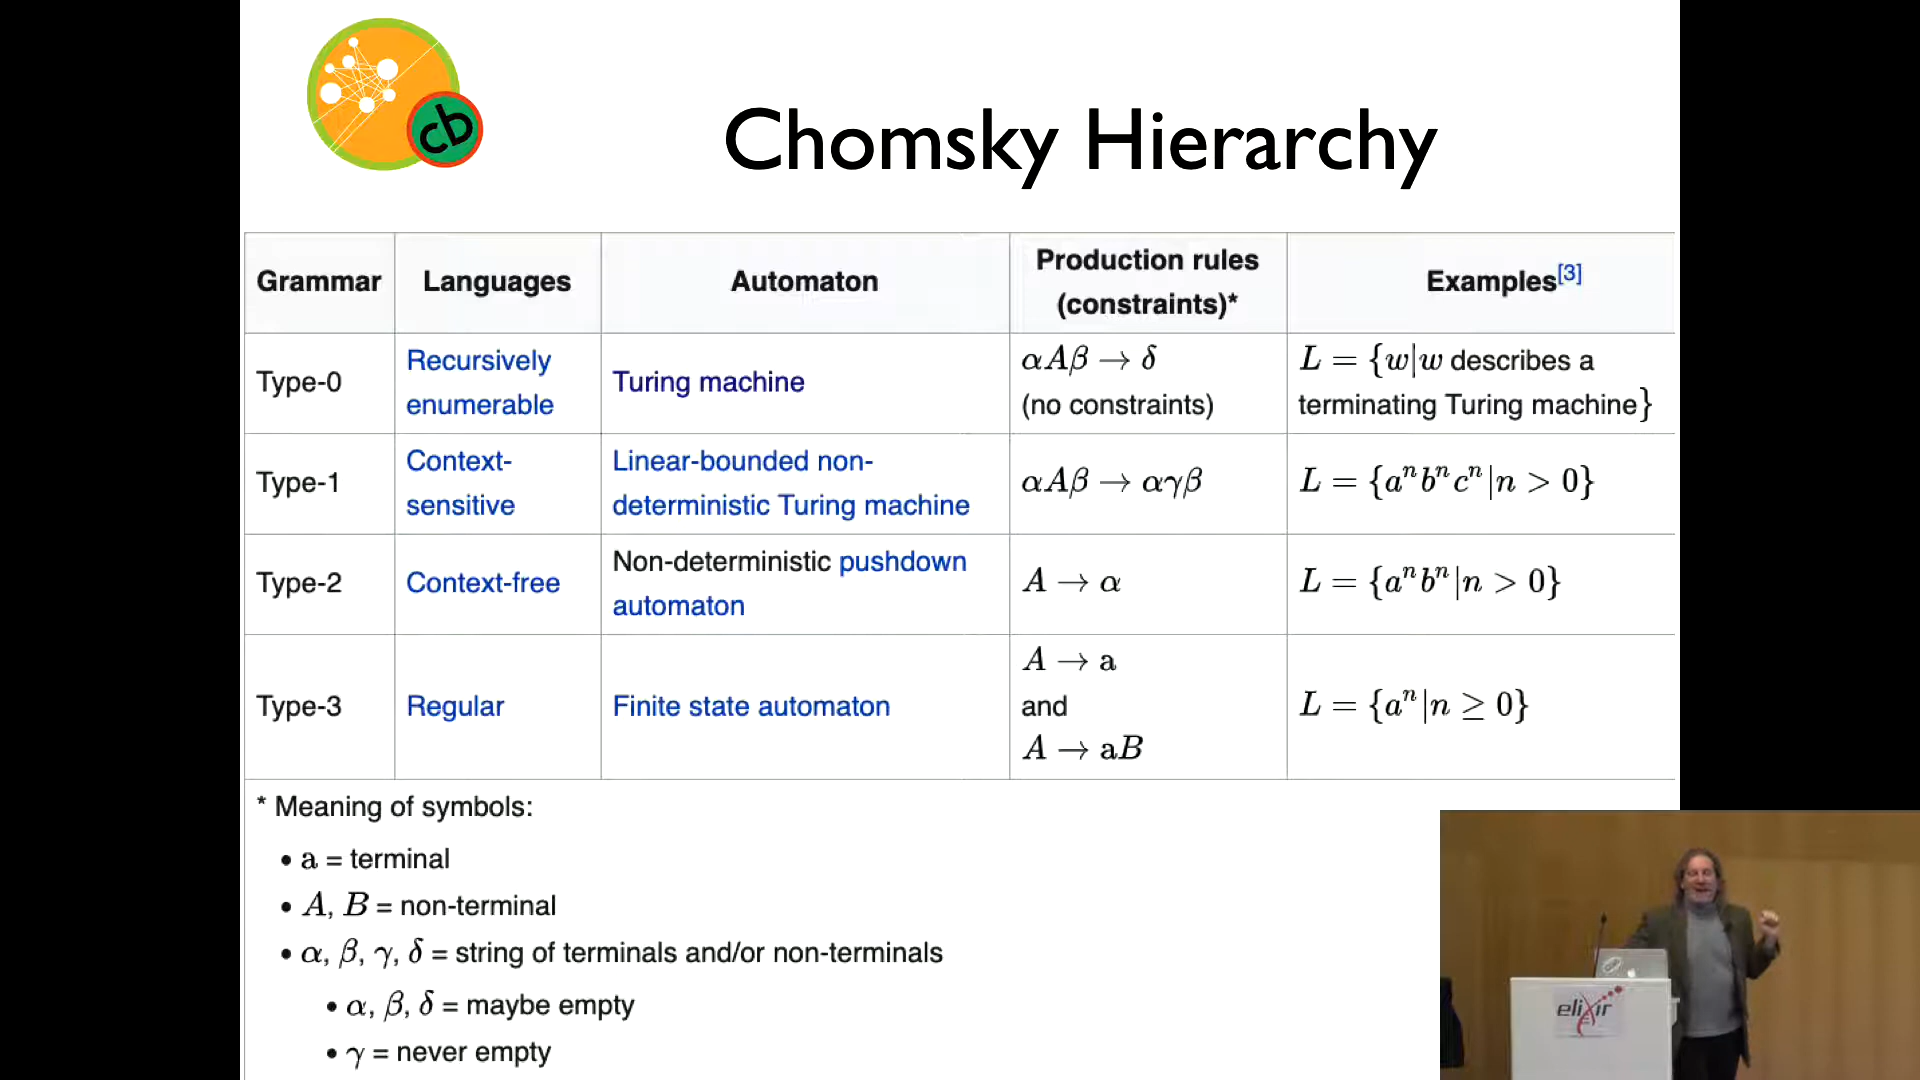 cb
Chomsky Hierarchy
Grammar
Languages
Automaton
Production rules
(constraints)*
Examples[3]
Type-0
Recursively
enumerable
Turing machine
αAβ → δ
(no constraints)
L = {w|w describes a
terminating Turing machine}
Type-1
Context-
sensitive
Linear-bounded non-
deterministic Turing machine
αAβ → αγβ
L = {aⁿbⁿcⁿ|n > 0}
Type-2
Context-free
Non-deterministic pushdown
automaton
A → α
L = {aⁿbⁿ|n > 0}
Type-3
Regular
Finite state automaton
A → a
and
A → aB
L = {aⁿ|n ≥ 0}
* Meaning of symbols:
• a = terminal
• A, B = non-terminal
• α, β, γ, δ = string of terminals and/or non-terminals
• α, β, δ = maybe empty
• γ = never empty
elixir